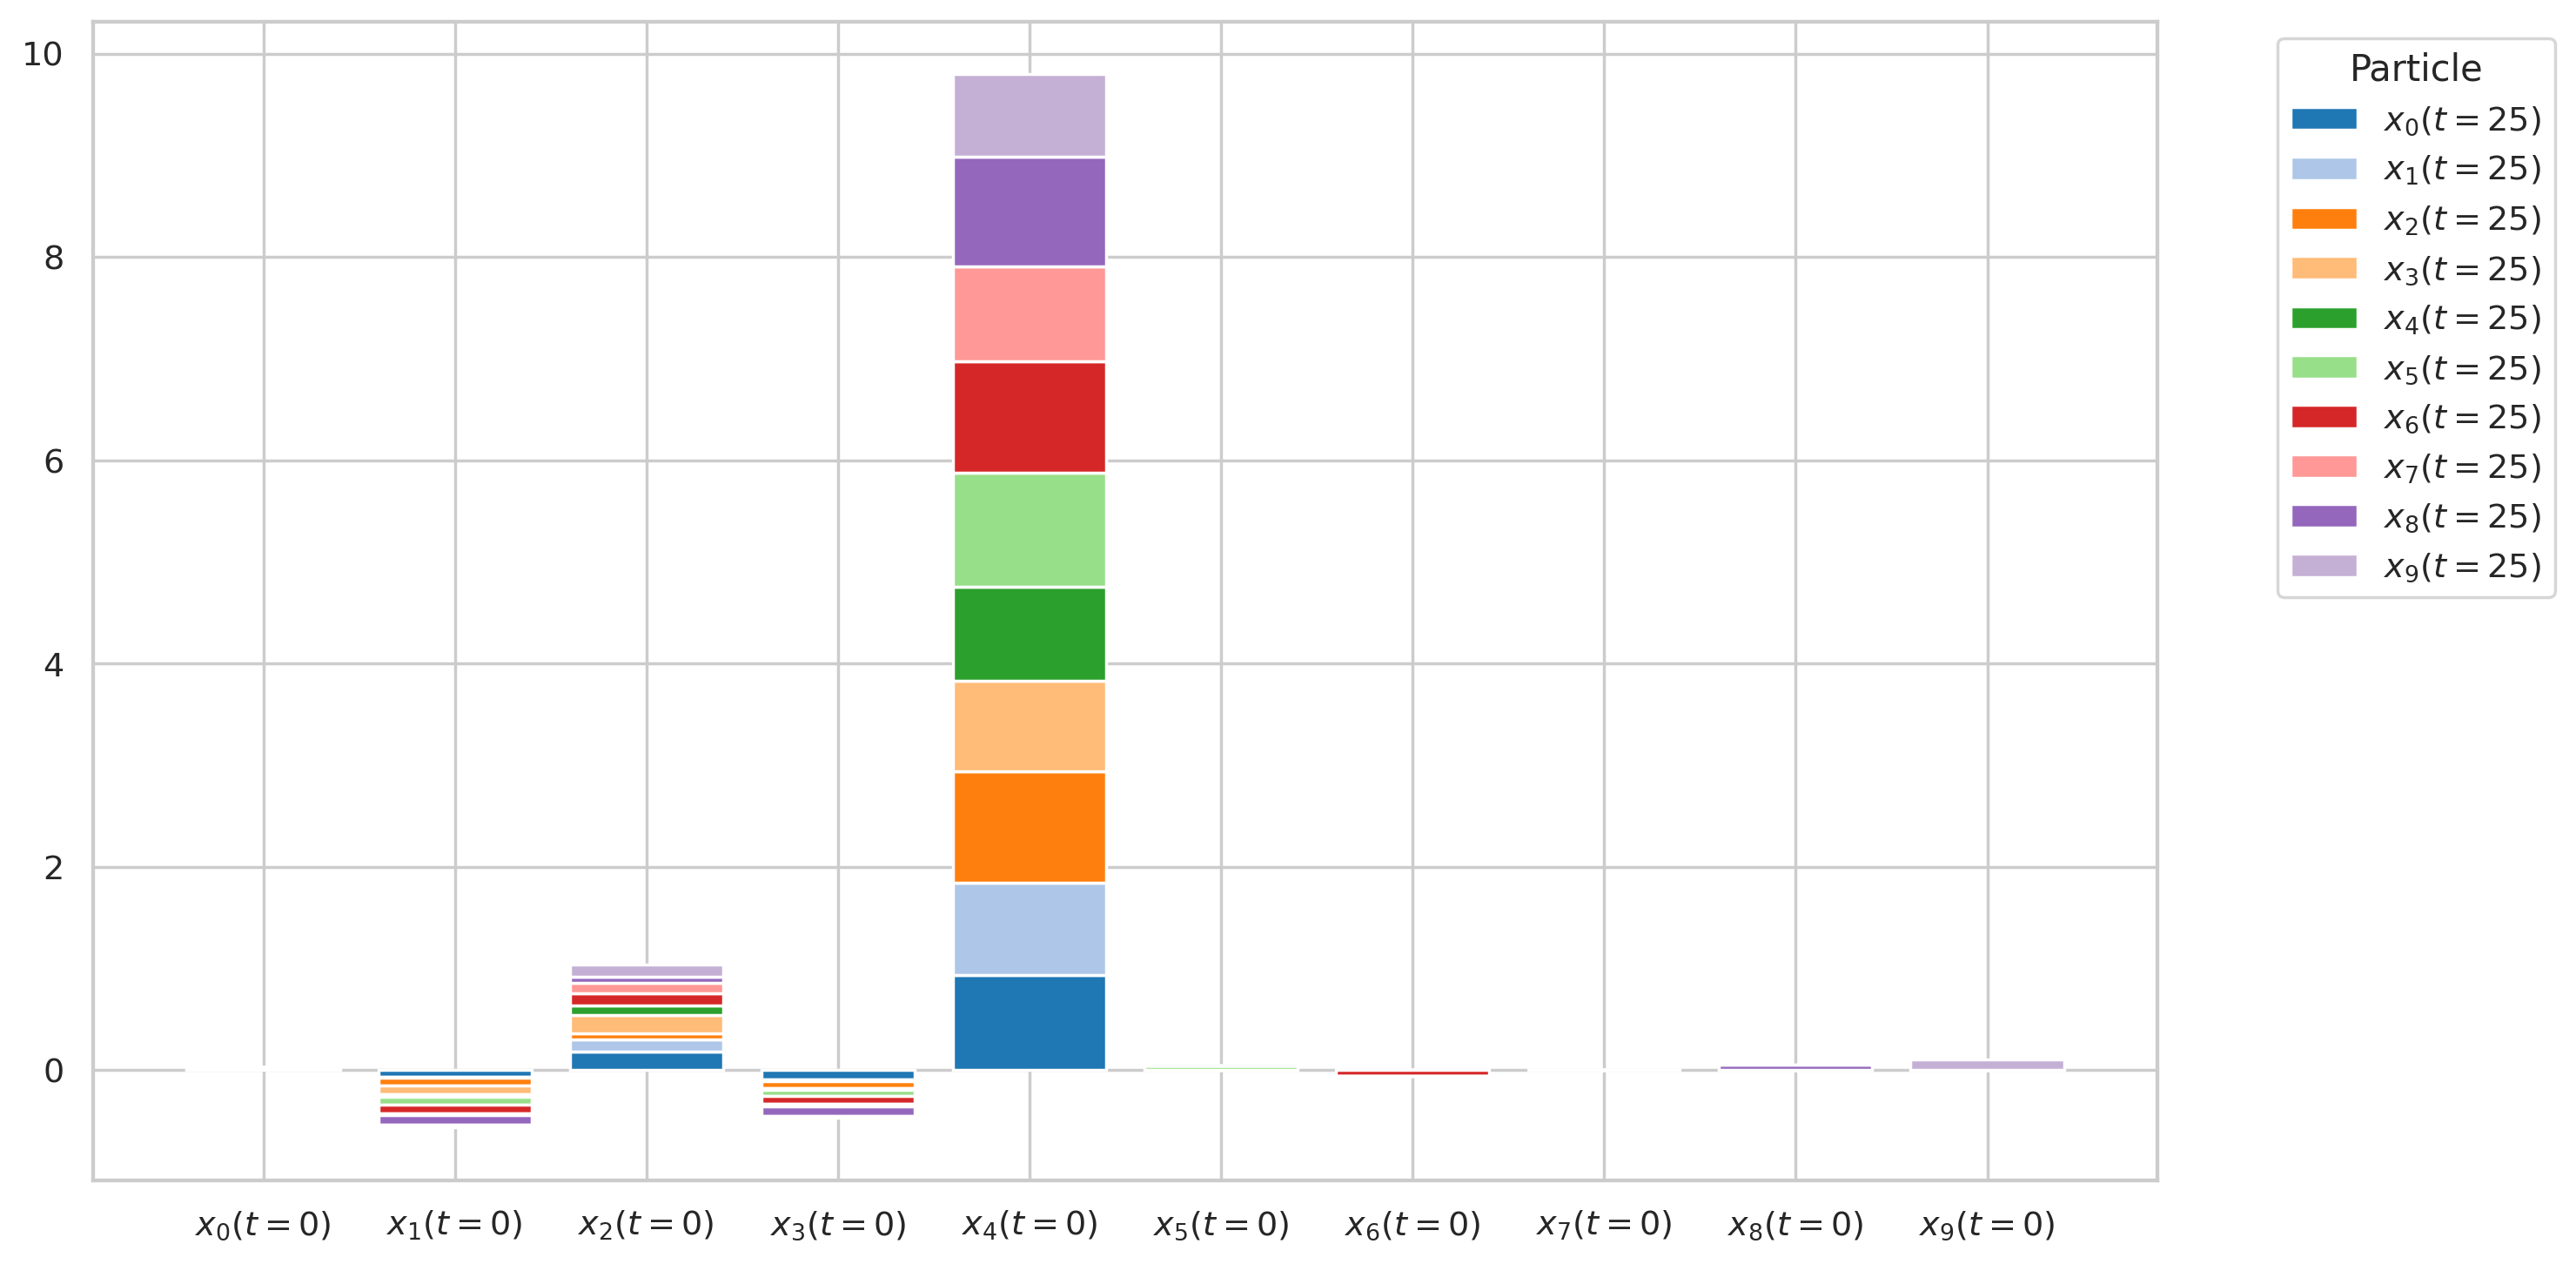 10
8
6
4
2
0
x₀(t = 0) x₁(t = 0) x₂(t = 0) x₃(t = 0) x₄(t = 0) x₅(t = 0) x₆(t = 0) x₇(t = 0) x₈(t = 0) x₉(t = 0)
Particle
x₀(t = 25)
x₁(t = 25)
x₂(t = 25)
x₃(t = 25)
x₄(t = 25)
x₅(t = 25)
x₆(t = 25)
x₇(t = 25)
x₈(t = 25)
x₉(t = 25)